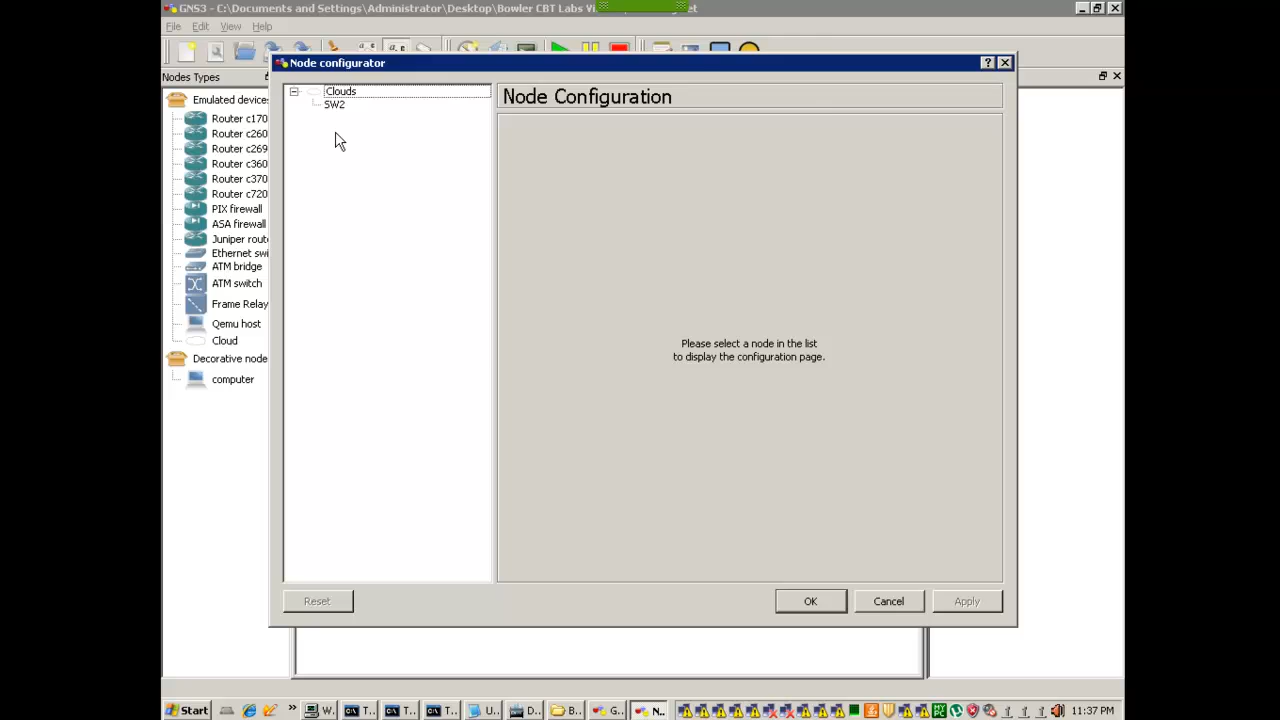 GNS3 - C:\Documents and Settings\Administrator\Desktop\Bowler CBT Labs Vi
File Edit View Help
Node configurator
Nodes Types
Clouds
SW2
Node Configuration
Emulated devices
Router c170
Router c260
Router c269
Router c360
Router c370
Router c720
PIX firewall
ASA firewall
Juniper route
Ethernet swi
ATM bridge
ATM switch
Frame Relay
Qemu host
Cloud
Decorative node
computer
Please select a node in the list
to display the configuration page.
Reset OK Cancel Apply
Start W.. T.. T.. T.. U.. D.. B.. G.. N.. 11:37 PM